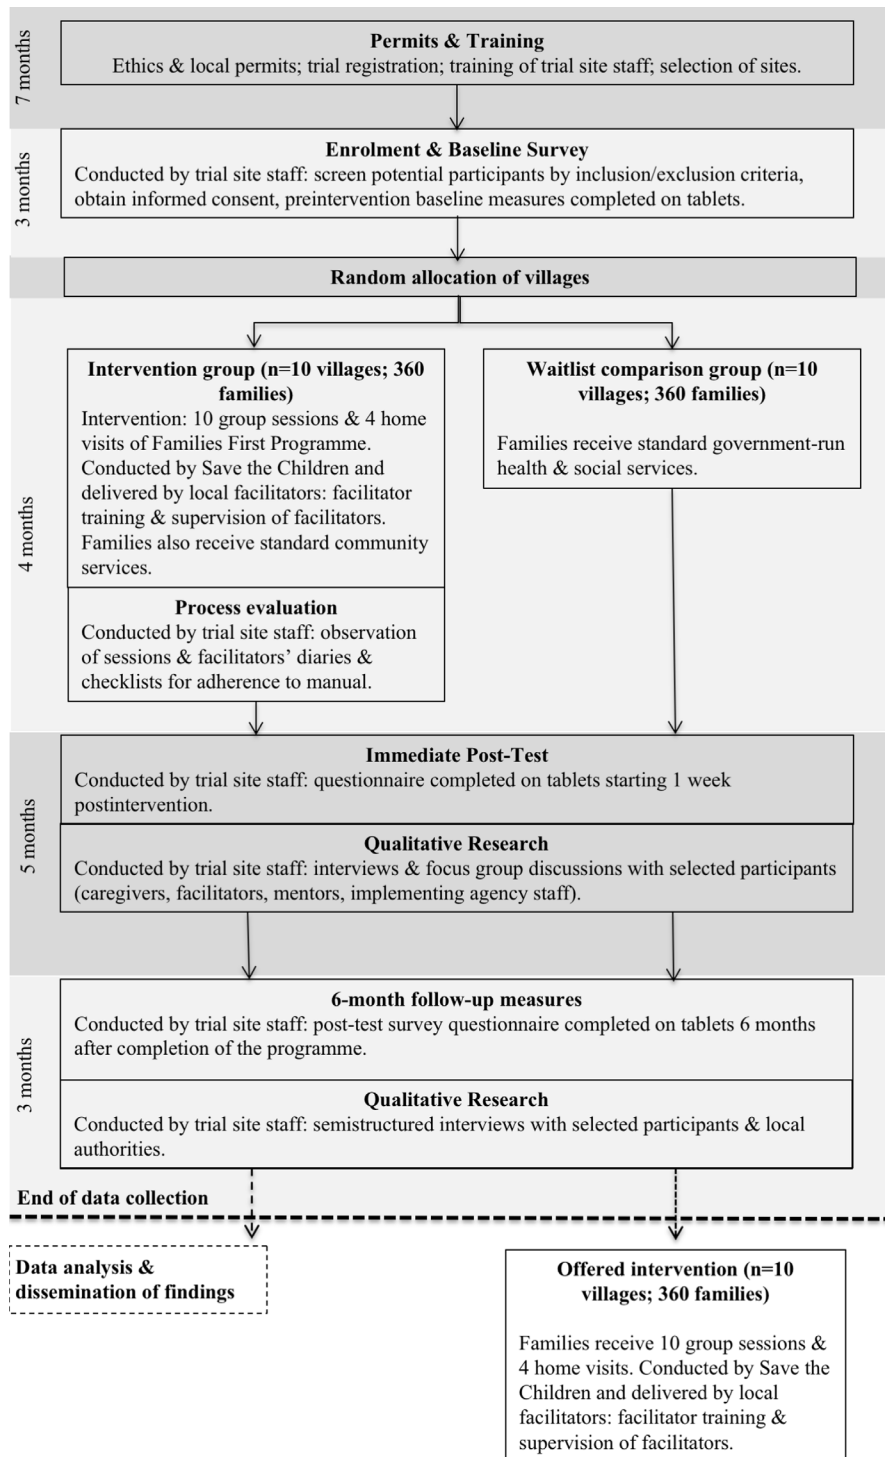 7 months
Permits & Training
Ethics & local permits; trial registration; training of trial site staff; selection of sites.
3 months
Enrolment & Baseline Survey
Conducted by trial site staff: screen potential participants by inclusion/exclusion criteria,
obtain informed consent, preintervention baseline measures completed on tablets.
Random allocation of villages
4 months
Intervention group (n=10 villages; 360
families)
Intervention: 10 group sessions & 4 home
visits of Families First Programme.
Conducted by Save the Children and
delivered by local facilitators: facilitator
training & supervision of facilitators.
Families also receive standard community
services.
Process evaluation
Conducted by trial site staff: observation
of sessions & facilitators’ diaries &
checklists for adherence to manual.
Waitlist comparison group (n=10
villages; 360 families)
Families receive standard government-run
health & social services.
5 months
Immediate Post-Test
Conducted by trial site staff: questionnaire completed on tablets starting 1 week
postintervention.
Qualitative Research
Conducted by trial site staff: interviews & focus group discussions with selected participants
(caregivers, facilitators, mentors, implementing agency staff).
3 months
6-month follow-up measures
Conducted by trial site staff: post-test survey questionnaire completed on tablets 6 months
after completion of the programme.
Qualitative Research
Conducted by trial site staff: semistructured interviews with selected participants & local
authorities.
End of data collection
Data analysis &
dissemination of findings
Offered intervention (n=10
villages; 360 families)
Families receive 10 group sessions &
4 home visits. Conducted by Save the
Children and delivered by local
facilitators: facilitator training &
supervision of facilitators.